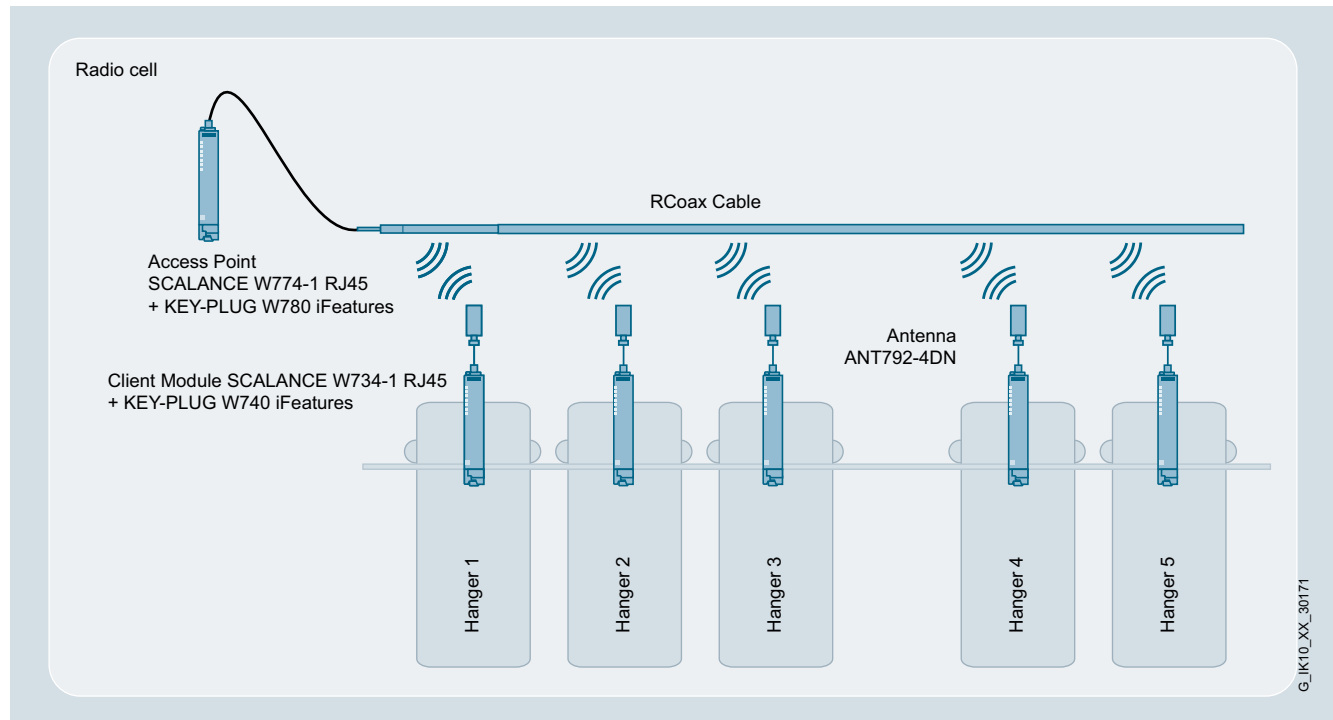 Radio cell
RCoax Cable
Access Point
SCALANCE W774-1 RJ45
+ KEY-PLUG W780 iFeatures
Antenna
ANT792-4DN
Client Module SCALANCE W734-1 RJ45
+ KEY-PLUG W740 iFeatures
Hanger 1
Hanger 2
Hanger 3
Hanger 4
Hanger 5
G_IK10_XX_30171